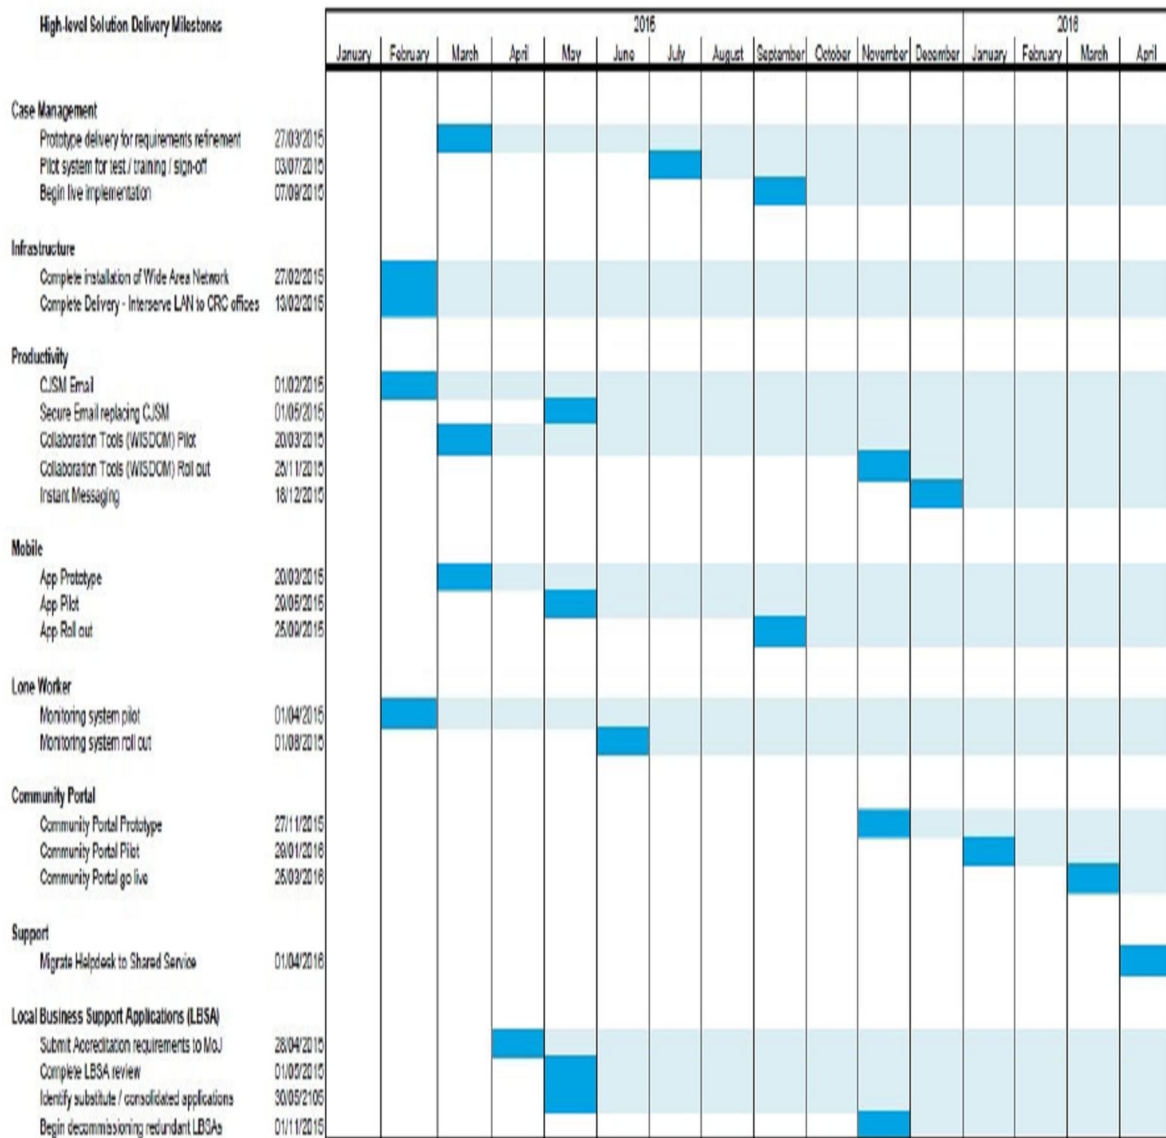 High-level Solution Delivery Milestones
2015 2016
January February March April May June July August September October November December January February March April
Case Management
Prototype delivery for requirements refinement 27/03/2015
Pilot system for test / training / sign-off 03/07/2015
Begin live implementation 07/09/2015
Infrastructure
Complete installation of Wide Area Network 27/02/2015
Complete Delivery - Interserve LAN to CRC offices 13/02/2015
Productivity
CJSM Email 01/02/2015
Secure Email replacing CJSM 01/05/2015
Collaboration Tools (WISDOM) Pilot 20/03/2015
Collaboration Tools (WISDOM) Roll out 25/11/2015
Instant Messaging 18/12/2015
Mobile
App Prototype 20/03/2015
App Pilot 29/05/2015
App Roll out 25/09/2015
Lone Worker
Monitoring system pilot 01/04/2015
Monitoring system roll out 01/08/2015
Community Portal
Community Portal Prototype 27/11/2015
Community Portal Pilot 29/01/2016
Community Portal go live 25/03/2016
Support
Migrate Helpdesk to Shared Service 01/04/2016
Local Business Support Applications (LBSA)
Submit Accreditation requirements to MoJ 28/04/2015
Complete LBSA review 01/05/2015
Identify substitute / consolidated applications 30/05/2105
Begin decommissioning redundant LBSAs 01/11/2015